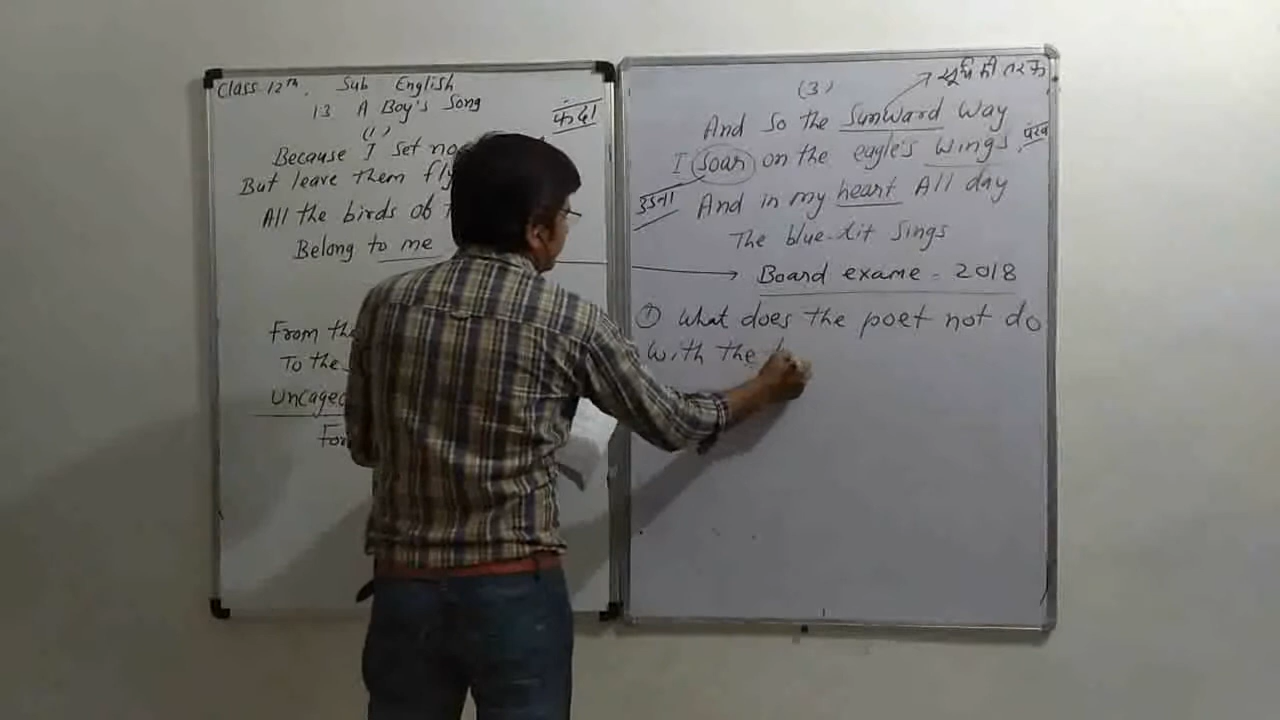 Class 12th, Sub English
13 A Boy's Song
फन्दा
(1)
Because I set no
But leave them fly
All the birds of
Belong to me
From the
To the
Uncaged
For
(3)
सूर्य की तरफ
And so the Sunward Way
I soar on the eagle's wings, पंख
उड़ना And in my heart All day
The blue-tit sings
Board exame - 2018
① What does the poet not do
With the